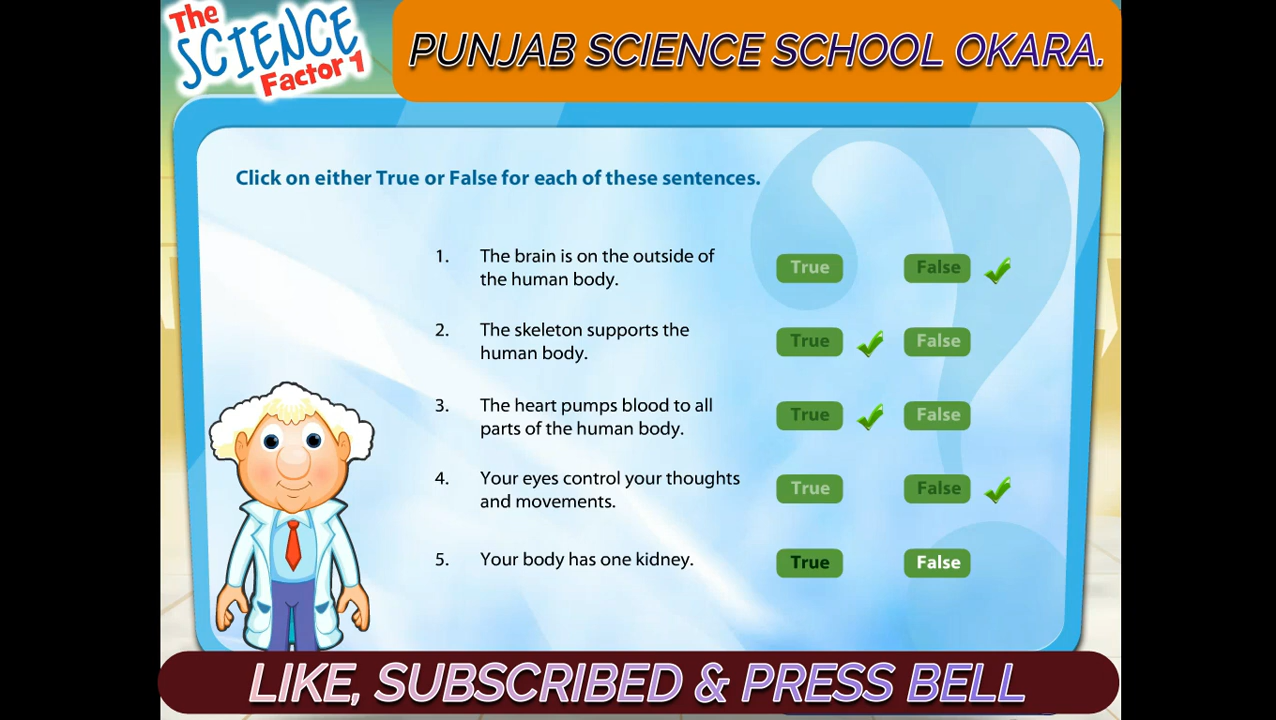 The
SCIENCE
Factor 1
PUNJAB SCIENCE SCHOOL OKARA.
Click on either True or False for each of these sentences.
1. The brain is on the outside of
the human body.
True False
2. The skeleton supports the
human body.
True False
3. The heart pumps blood to all
parts of the human body.
True False
4. Your eyes control your thoughts
and movements.
True False
5. Your body has one kidney.
True False
LIKE, SUBSCRIBED & PRESS BELL